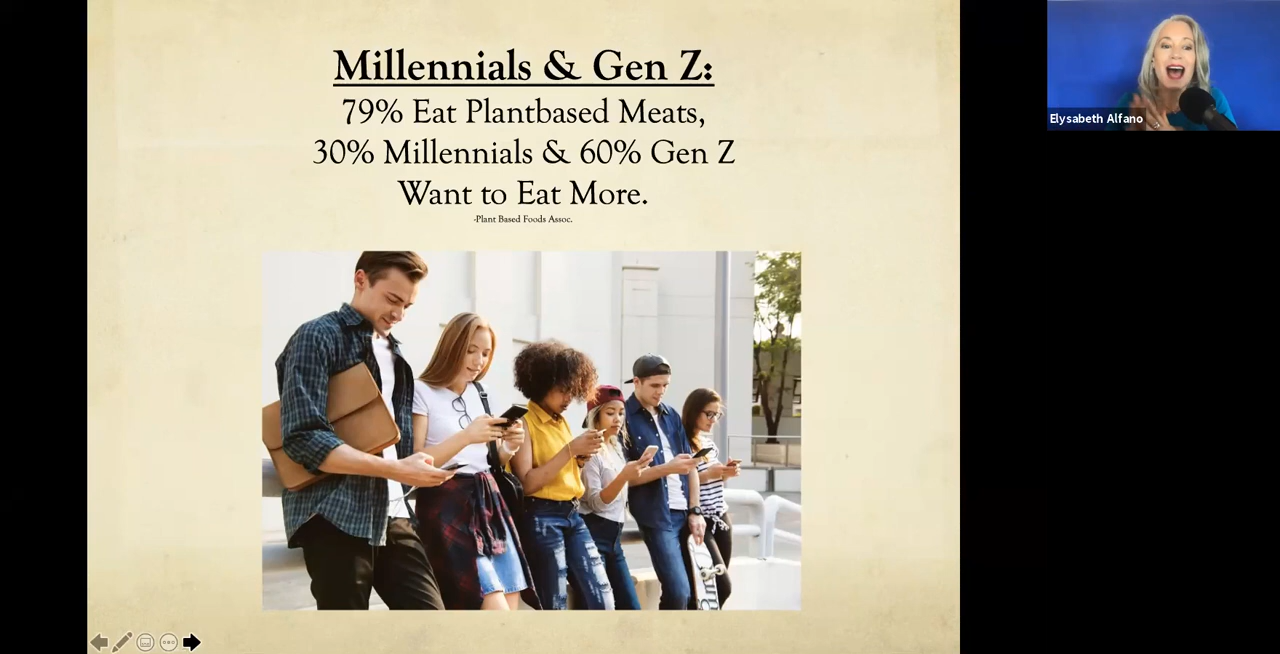 Millennials & Gen Z:
79% Eat Plantbased Meats,
30% Millennials & 60% Gen Z
Want to Eat More.
-Plant Based Foods Assoc.
Elysabeth Alfano